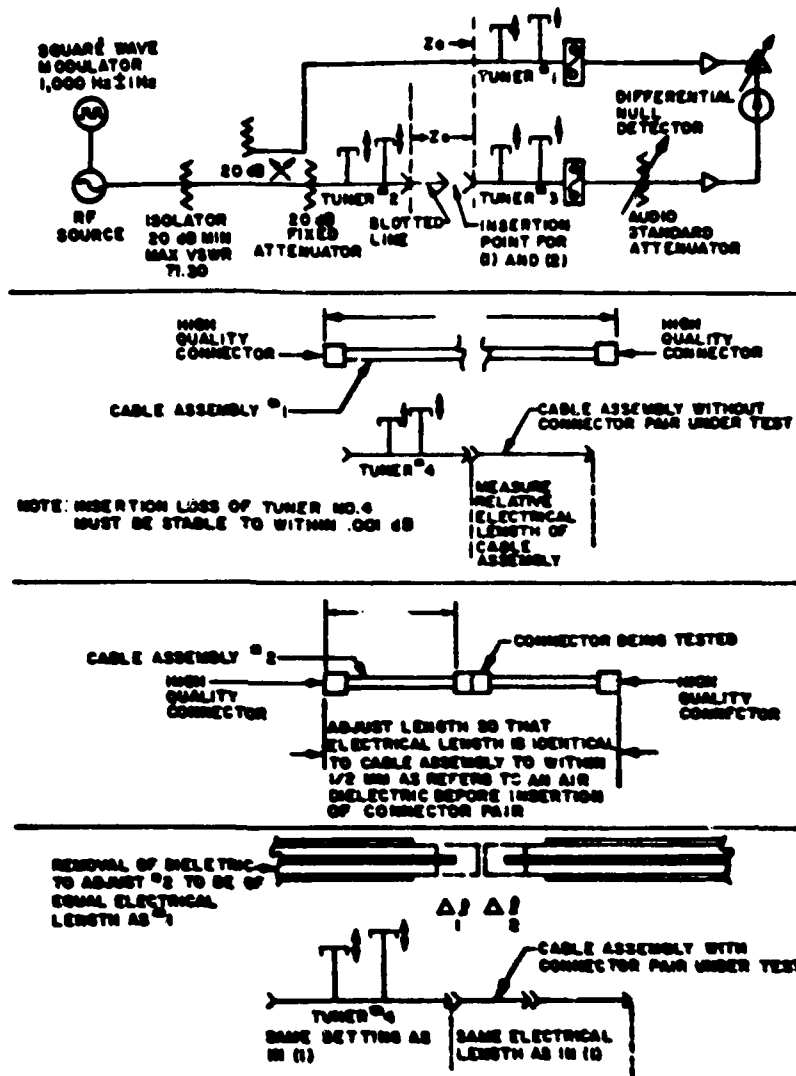 SQUARE WAVE
MODULATOR
1,000 Hz ± 1 Hz
Zo
TUNER #1
DIFFERENTIAL
NULL
DETECTOR
20 dB
Zo
RF
SOURCE
ISOLATOR
20 dB MIN
MAX VSWR
71.30
20 dB
FIXED
ATTENUATOR
TUNER #2
SLOTTED
LINE
INSERTION
POINT FOR
(1) AND (2)
TUNER #3
AUDIO
STANDARD
ATTENUATOR
HIGH
QUALITY
CONNECTOR
HIGH
QUALITY
CONNECTOR
CABLE ASSEMBLY #1
CABLE ASSEMBLY WITHOUT
CONNECTOR PAIR UNDER TEST
TUNER #4
NOTE: INSERTION LOSS OF TUNER NO. 4
MUST BE STABLE TO WITHIN .001 dB
MEASURE
RELATIVE
ELECTRICAL
LENGTH OF
CABLE
ASSEMBLY
CABLE ASSEMBLY #2
CONNECTOR BEING TESTED
HIGH
QUALITY
CONNECTOR
HIGH
QUALITY
CONNECTOR
ADJUST LENGTH SO THAT
ELECTRICAL LENGTH IS IDENTICAL
TO CABLE ASSEMBLY TO WITHIN
1/2 MM AS REFERS TO AN AIR
DIELECTRIC BEFORE INSERTION
OF CONNECTOR PAIR
REMOVAL OF DIELETRIC
TO ADJUST #2 TO BE OF
EQUAL ELECTRICAL
LENGTH AS #1
Δℓ1 Δℓ2
CABLE ASSEMBLY WITH
CONNECTOR PAIR UNDER TEST
TUNER #4
SAME SETTING AS
IN (1)
SAME ELECTRICAL
LENGTH AS IN (1)